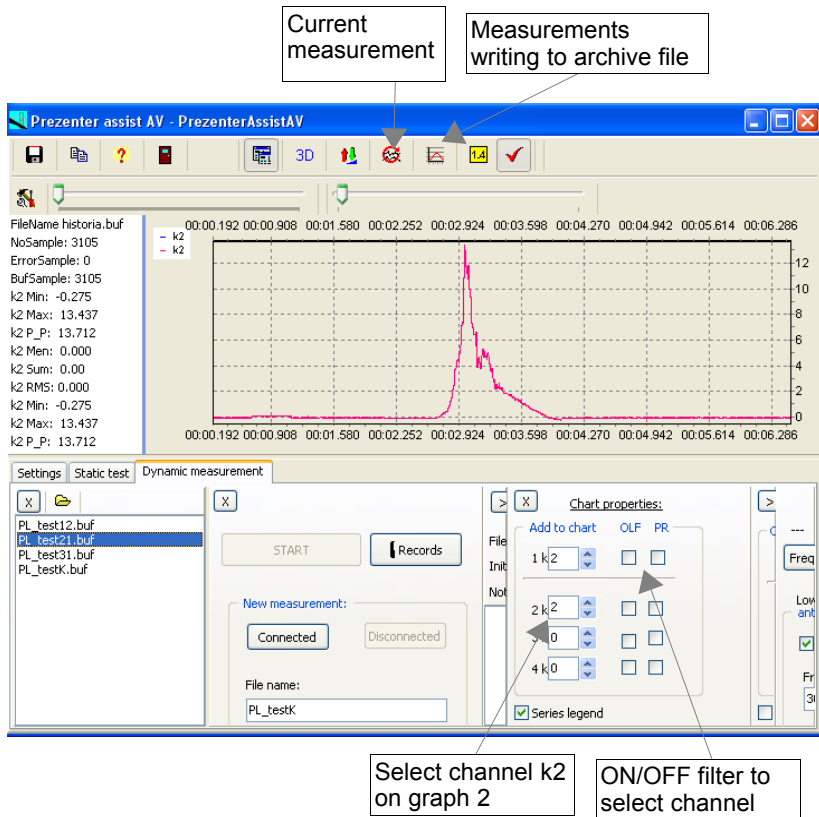 Current
measurement
Measurements
writing to archive file
Prezenter assist AV - PrezenterAssistAV
3D
1.4
FileName historia.buf
NoSample: 3105
ErrorSample: 0
BufSample: 3105
k2 Min: -0.275
k2 Max: 13.437
k2 P_P: 13.712
k2 Men: 0.000
k2 Sum: 0.00
k2 RMS: 0.000
k2 Min: -0.275
k2 Max: 13.437
k2 P_P: 13.712
k2
k2
00:00.192 00:00.908 00:01.580 00:02.252 00:02.924 00:03.598 00:04.270 00:04.942 00:05.614 00:06.286
12
10
8
6
4
2
0
00:00.192 00:00.908 00:01.580 00:02.252 00:02.924 00:03.598 00:04.270 00:04.942 00:05.614 00:06.286
Settings Static test Dynamic measurement
X
PL_test12.buf
PL_test21.buf
PL_test31.buf
PL_testK.buf
X
START Records
New measurement:
Connected Disconnected
File name:
PL_testK
>
File
Init
Not
X Chart properties:
Add to chart OLF PR
1 k 2
2 k 2
0
4 k 0
Series legend
>
---
Freq
Low
ant
Fr
Select channel k2
on graph 2
ON/OFF filter to
select channel